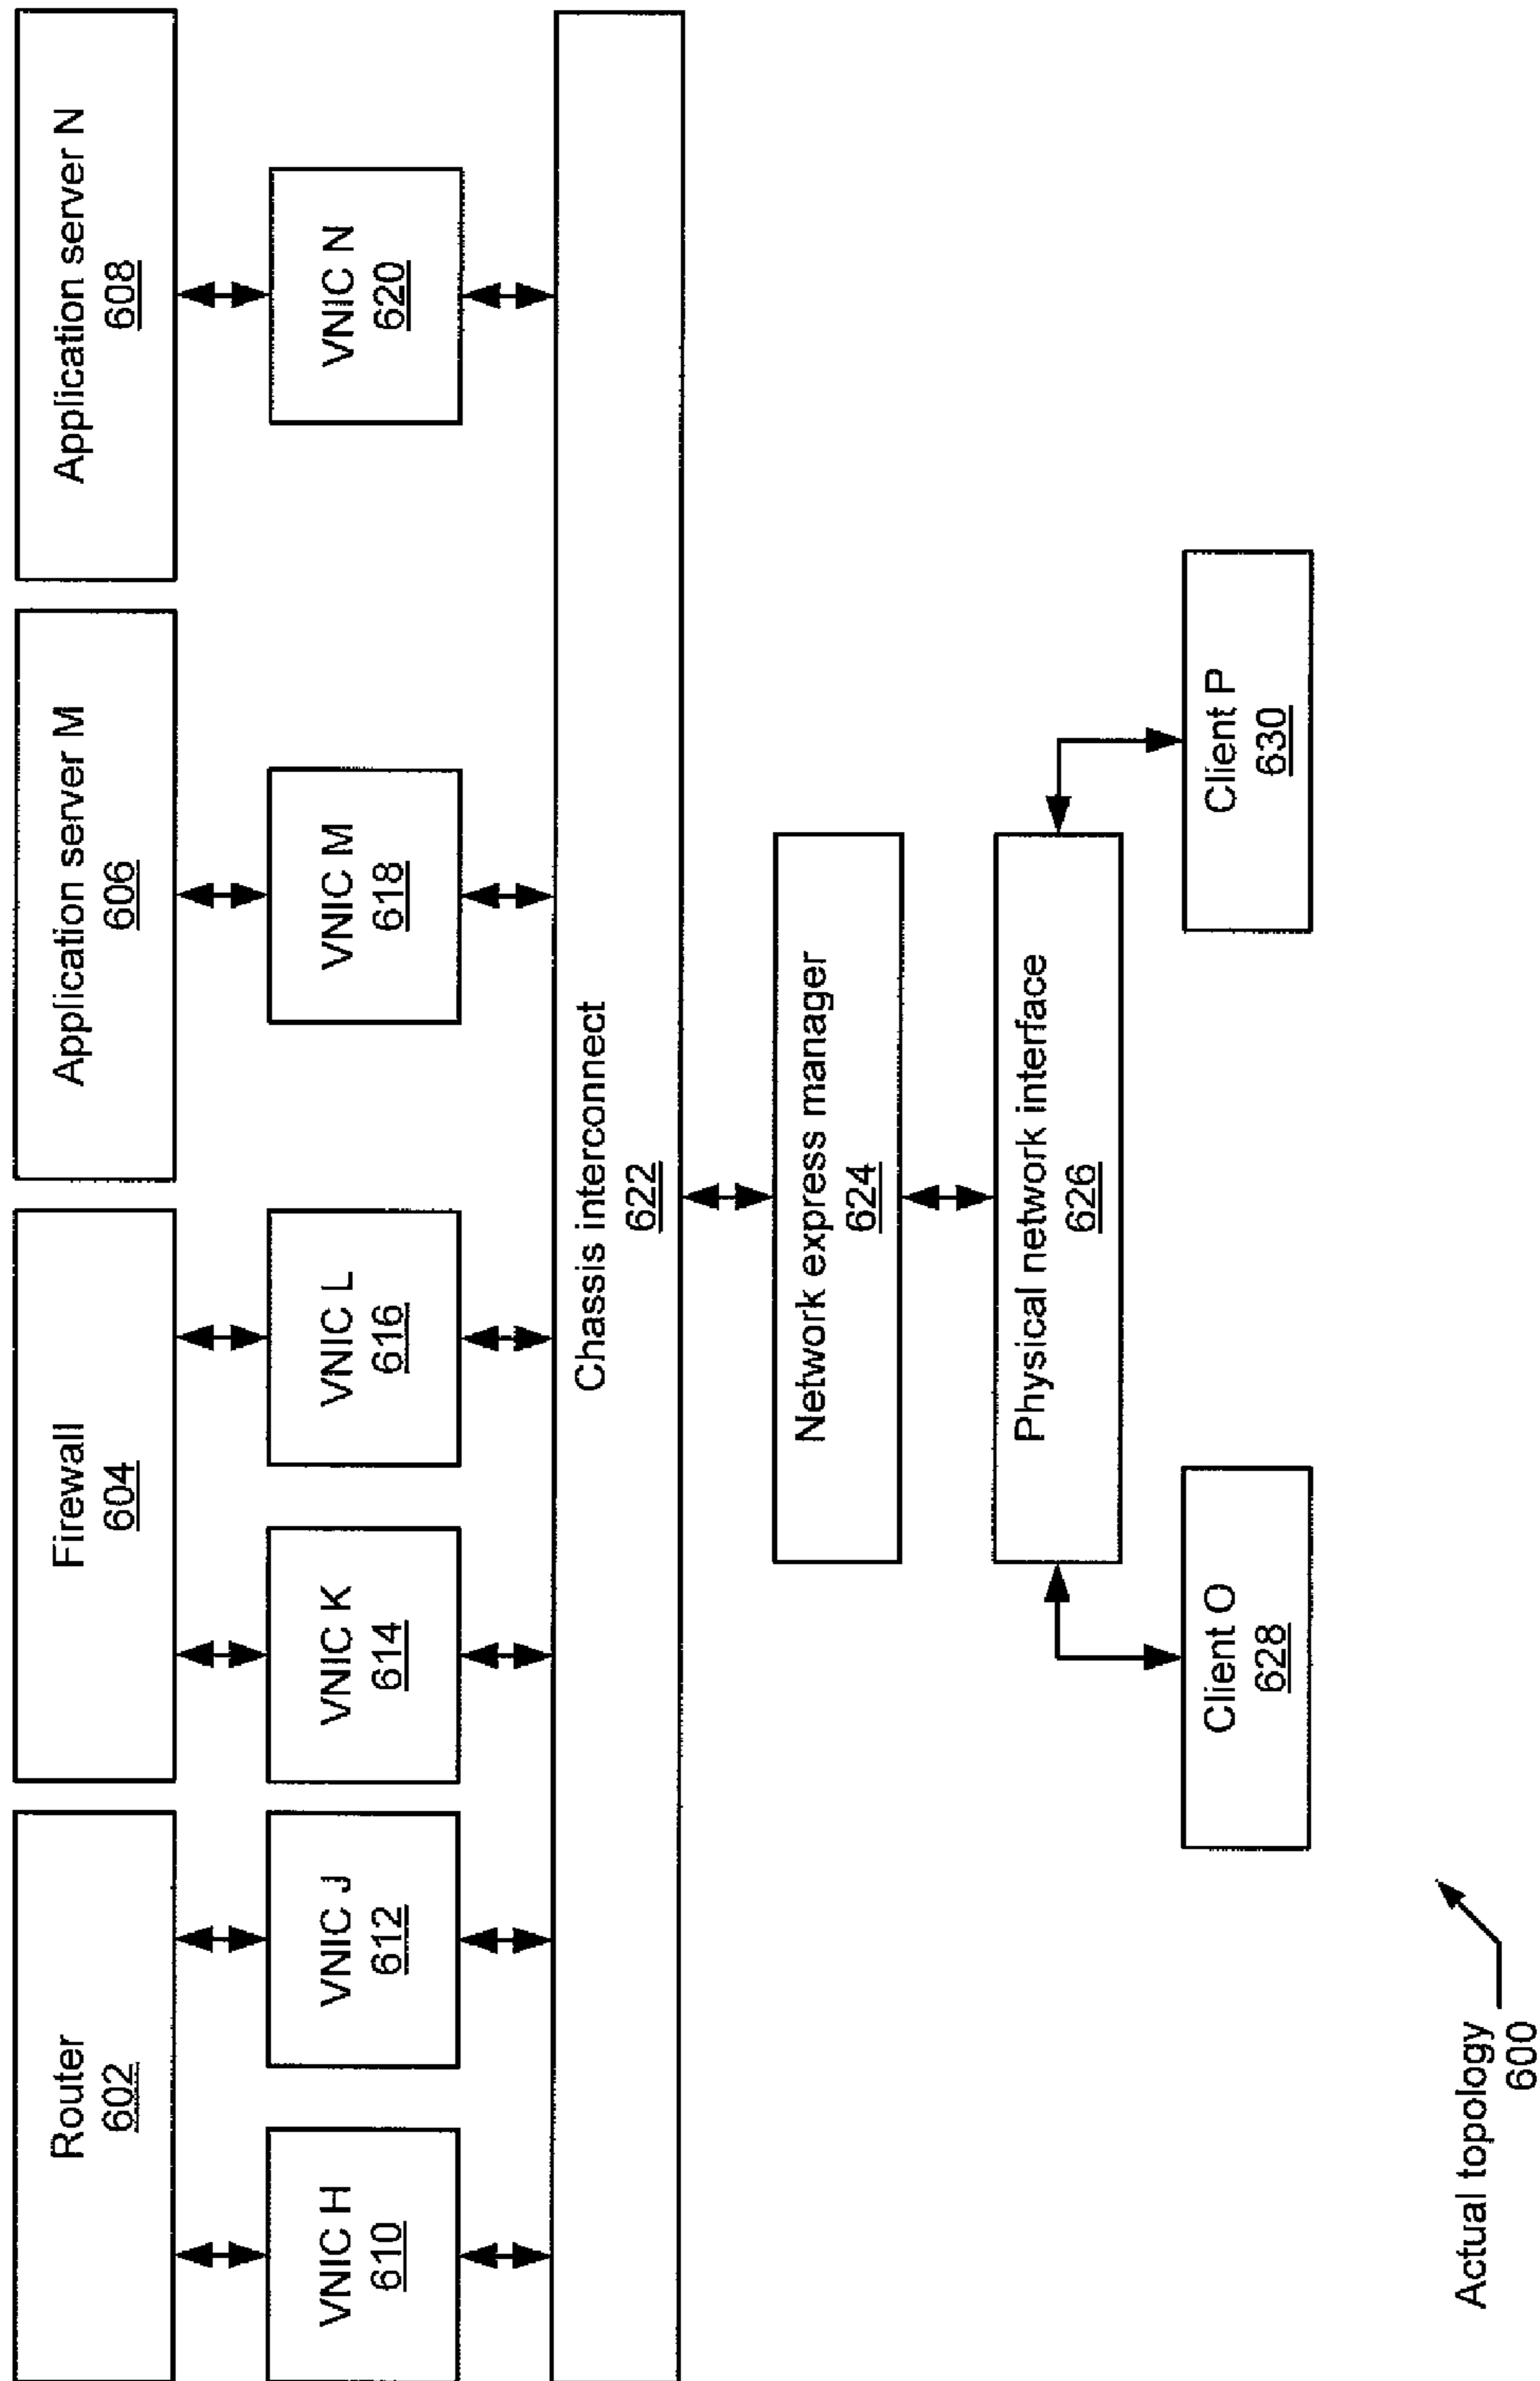 Router
602
Firewall
604
Application server M
606
Application server N
608
VNIC H
610
VNIC J
612
VNIC K
614
VNIC L
616
VNIC M
618
VNIC N
620
Chassis interconnect
622
Network express manager
624
Physical network interface
626
Client O
628
Client P
630
Actual topology
600